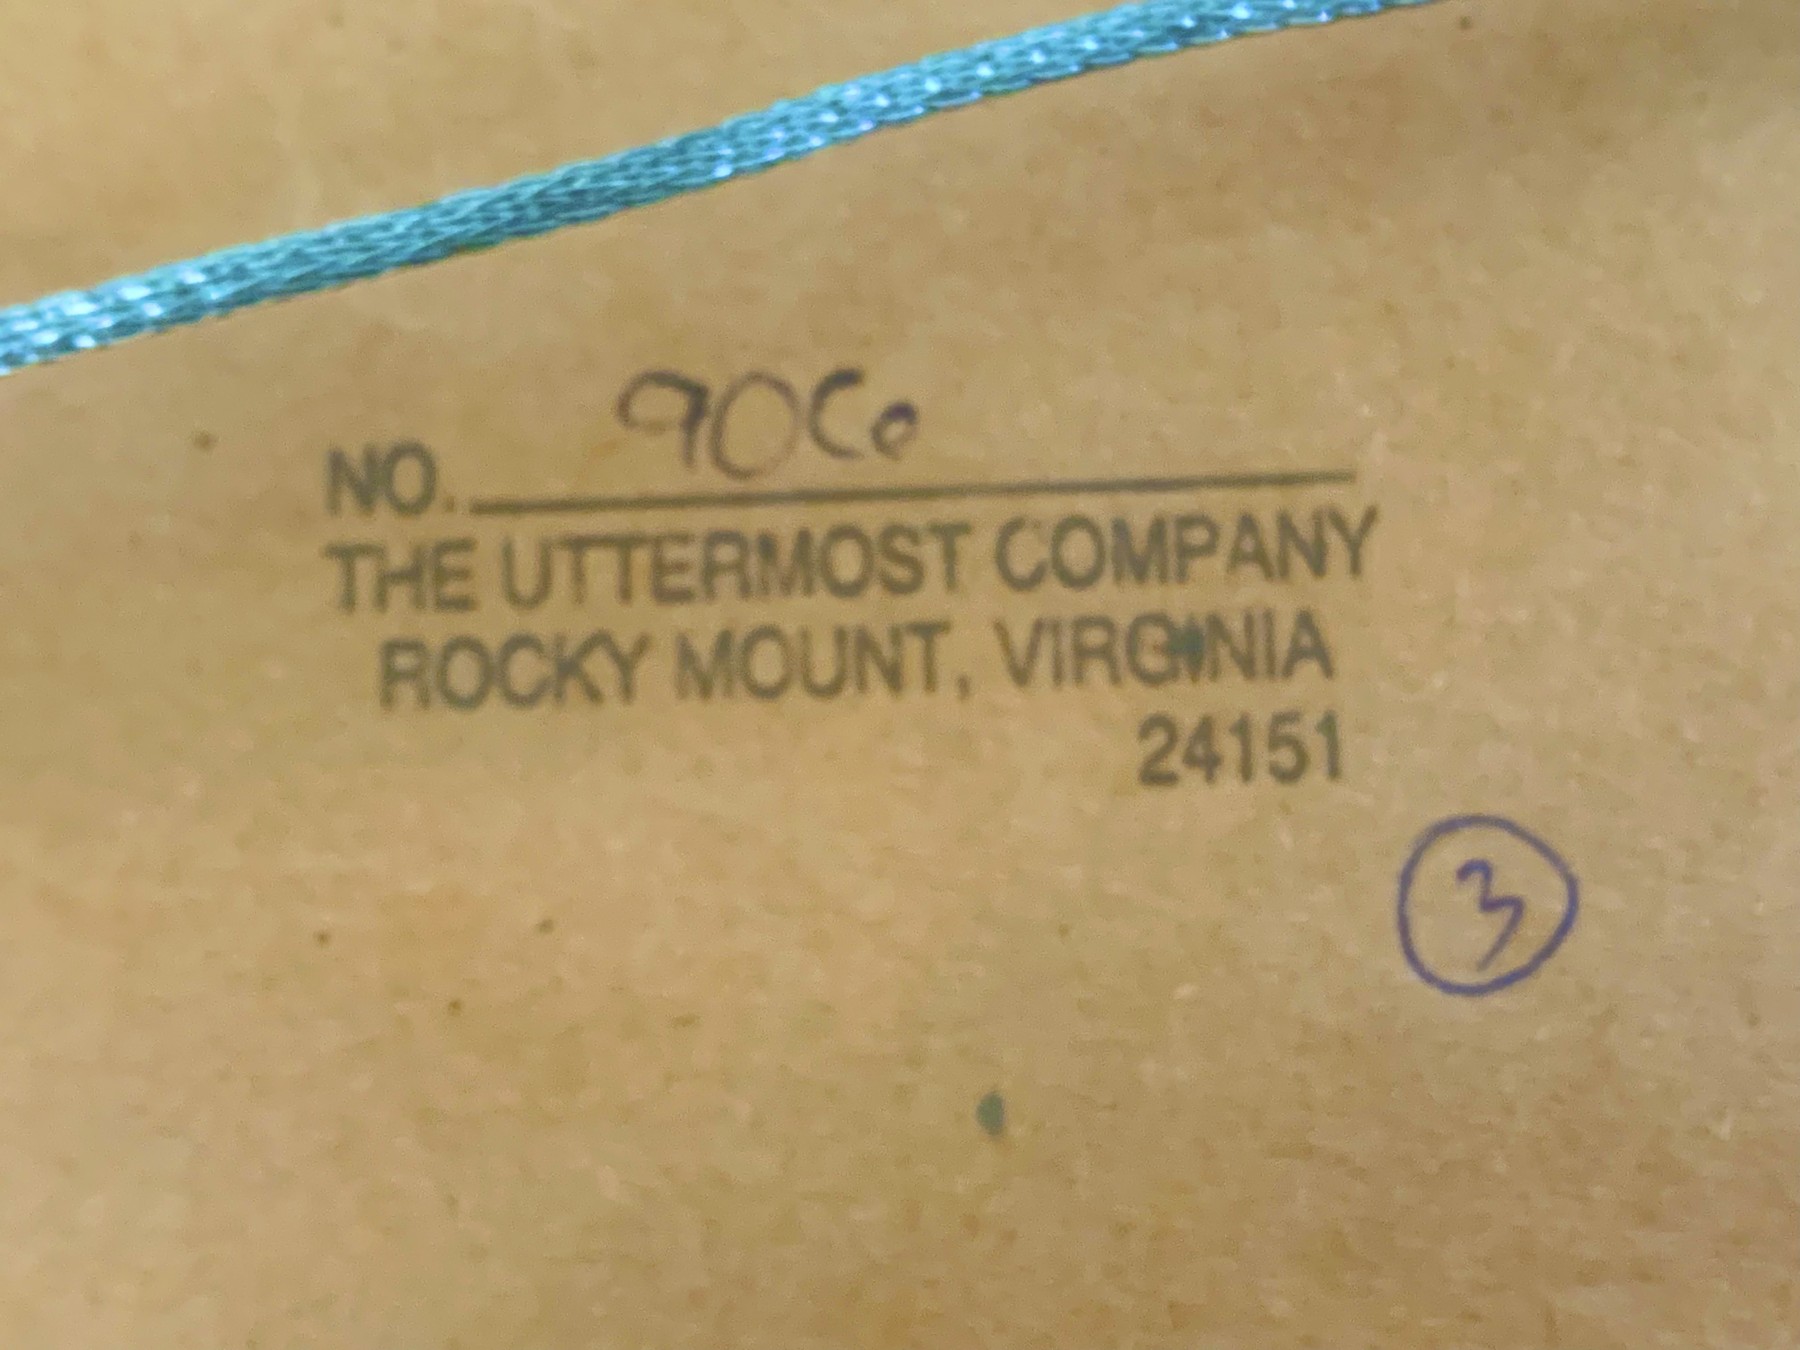 NO. 906
THE UTTERMOST COMPANY
ROCKY MOUNT, VIRGINIA
24151
3